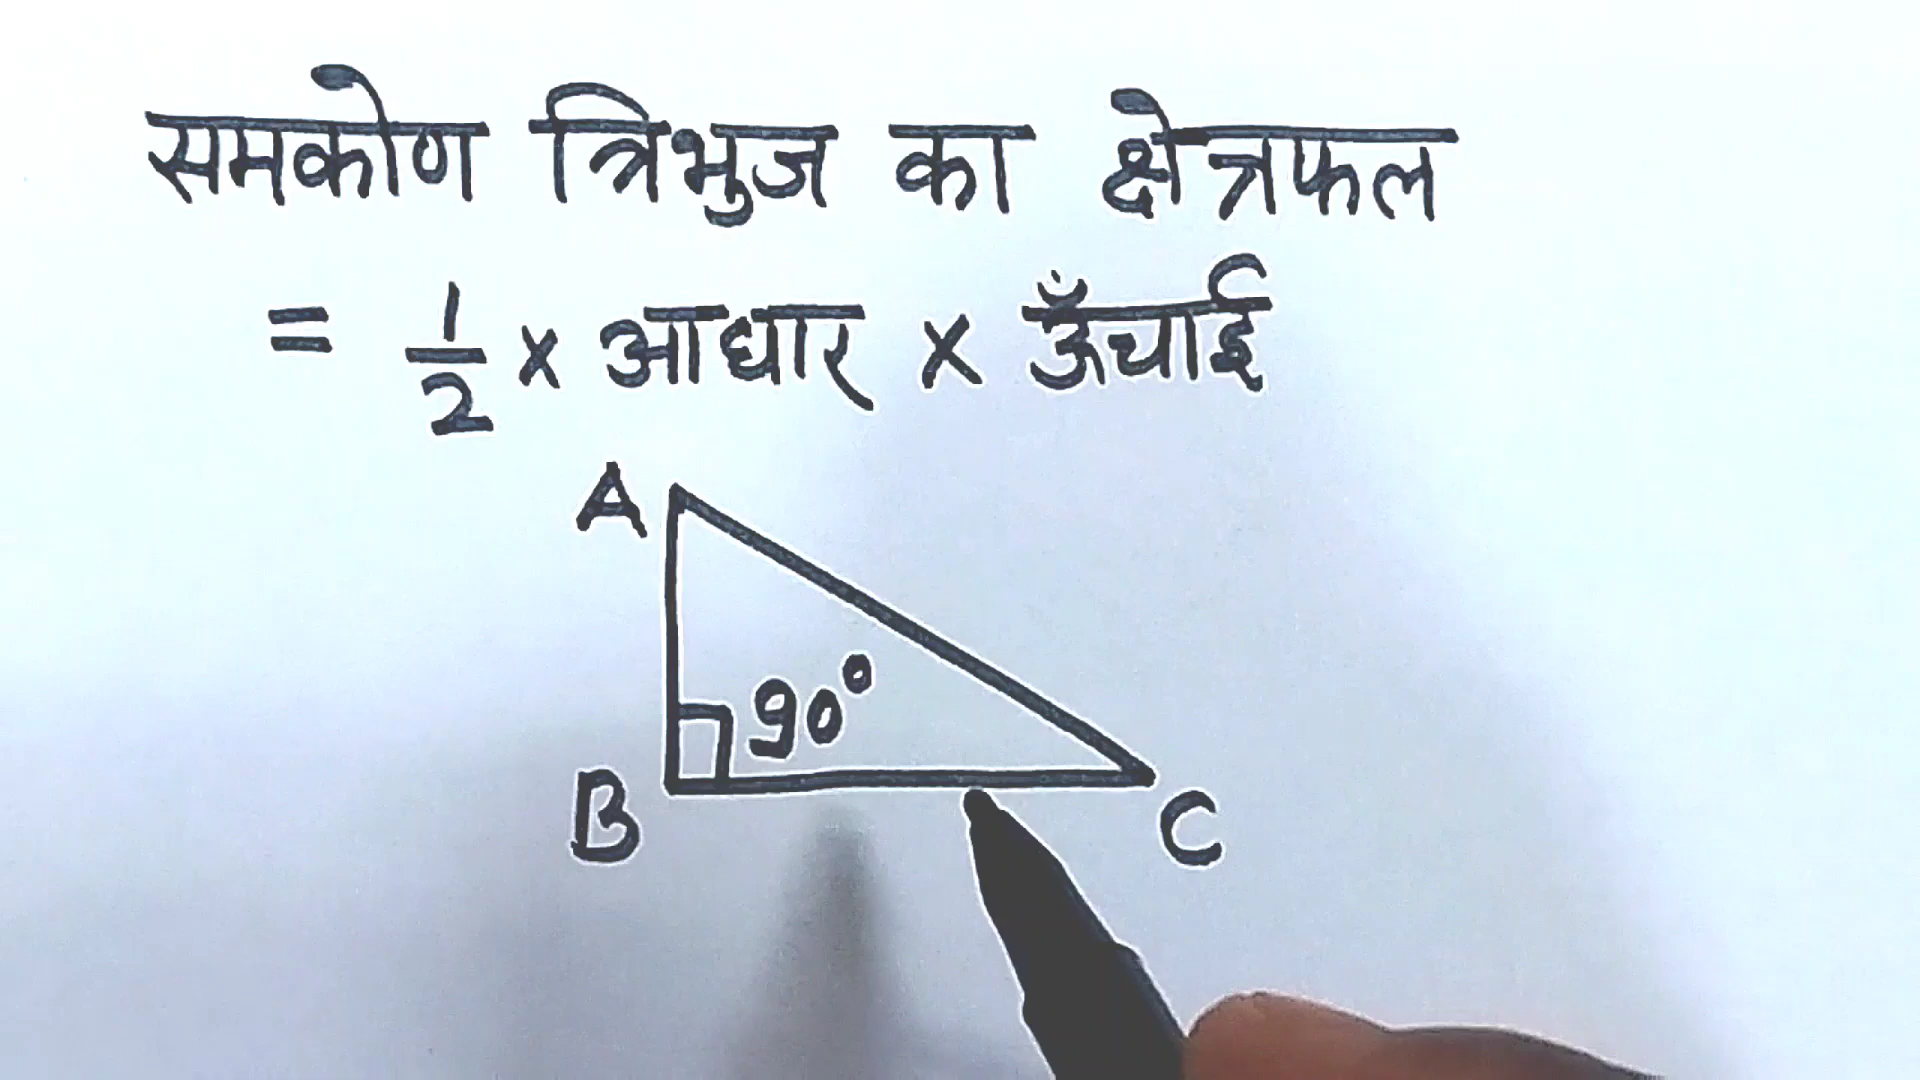 समकोण त्रिभुज का क्षेत्रफल
= 1/2 × आधार × ऊँचाई
A
90°
B
C